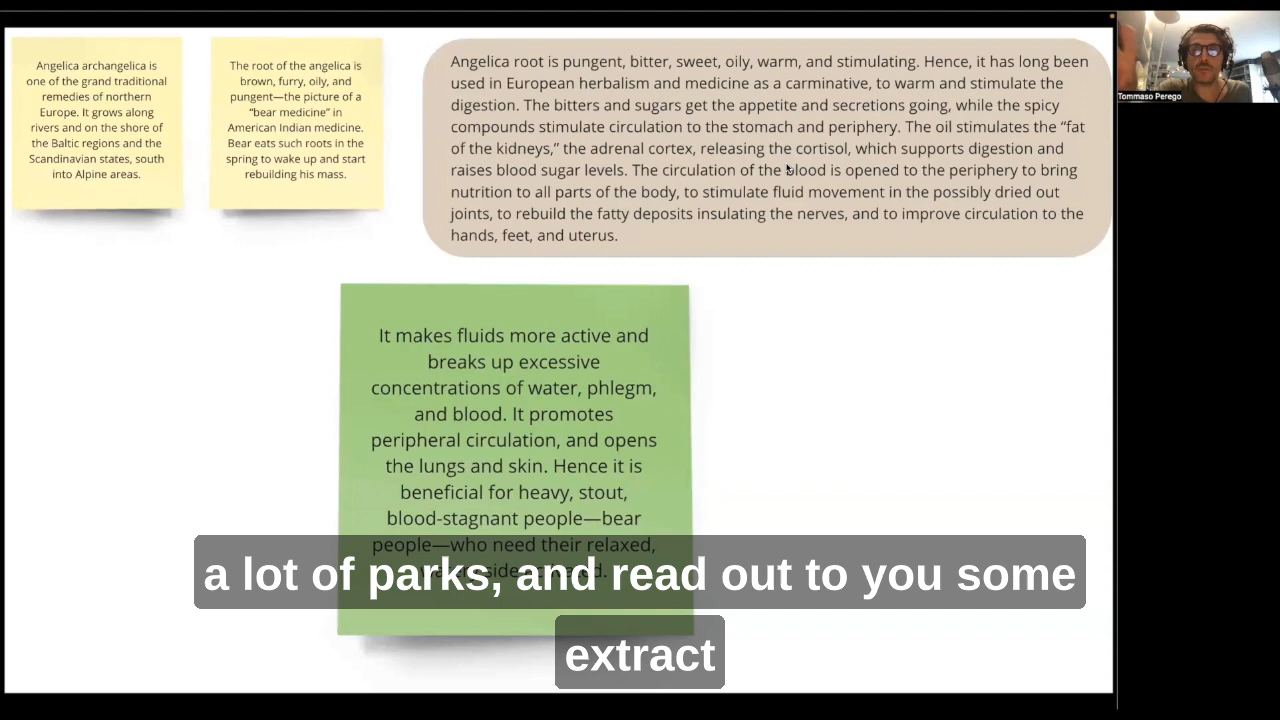 Angelica archangelica is
one of the grand traditional
remedies of northern
Europe. It grows along
rivers and on the shore of
the Baltic regions and the
Scandinavian states, south
into Alpine areas.
The root of the angelica is
brown, furry, oily, and
pungent—the picture of a
“bear medicine” in
American Indian medicine.
Bear eats such roots in the
spring to wake up and start
rebuilding his mass.
Angelica root is pungent, bitter, sweet, oily, warm, and stimulating. Hence, it has long been
used in European herbalism and medicine as a carminative, to warm and stimulate the
digestion. The bitters and sugars get the appetite and secretions going, while the spicy
compounds stimulate circulation to the stomach and periphery. The oil stimulates the “fat
of the kidneys,” the adrenal cortex, releasing the cortisol, which supports digestion and
raises blood sugar levels. The circulation of the blood is opened to the periphery to bring
nutrition to all parts of the body, to stimulate fluid movement in the possibly dried out
joints, to rebuild the fatty deposits insulating the nerves, and to improve circulation to the
hands, feet, and uterus.
Tommaso Perego
It makes fluids more active and
breaks up excessive
concentrations of water, phlegm,
and blood. It promotes
peripheral circulation, and opens
the lungs and skin. Hence it is
beneficial for heavy, stout,
blood-stagnant people—bear
people—who need their relaxed,
a lot of parks, and read out to you some
extract